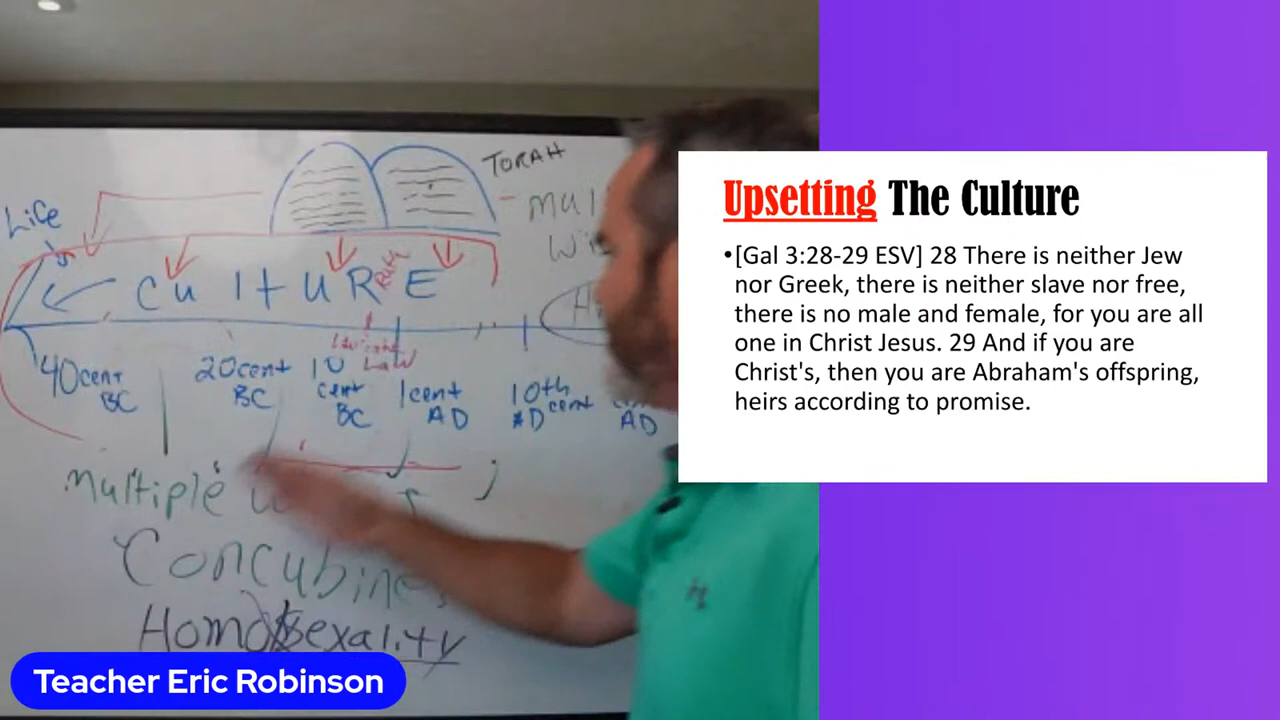 TORAH
Life
CultuRE
Law
40cent BC
20cent BC
10 cent BC
1cent AD
10th cent AD
AD
multiple
Concubines
Homosexality
Upsetting The Culture
•[Gal 3:28-29 ESV] 28 There is neither Jew
nor Greek, there is neither slave nor free,
there is no male and female, for you are all
one in Christ Jesus. 29 And if you are
Christ's, then you are Abraham's offspring,
heirs according to promise.
Teacher Eric Robinson